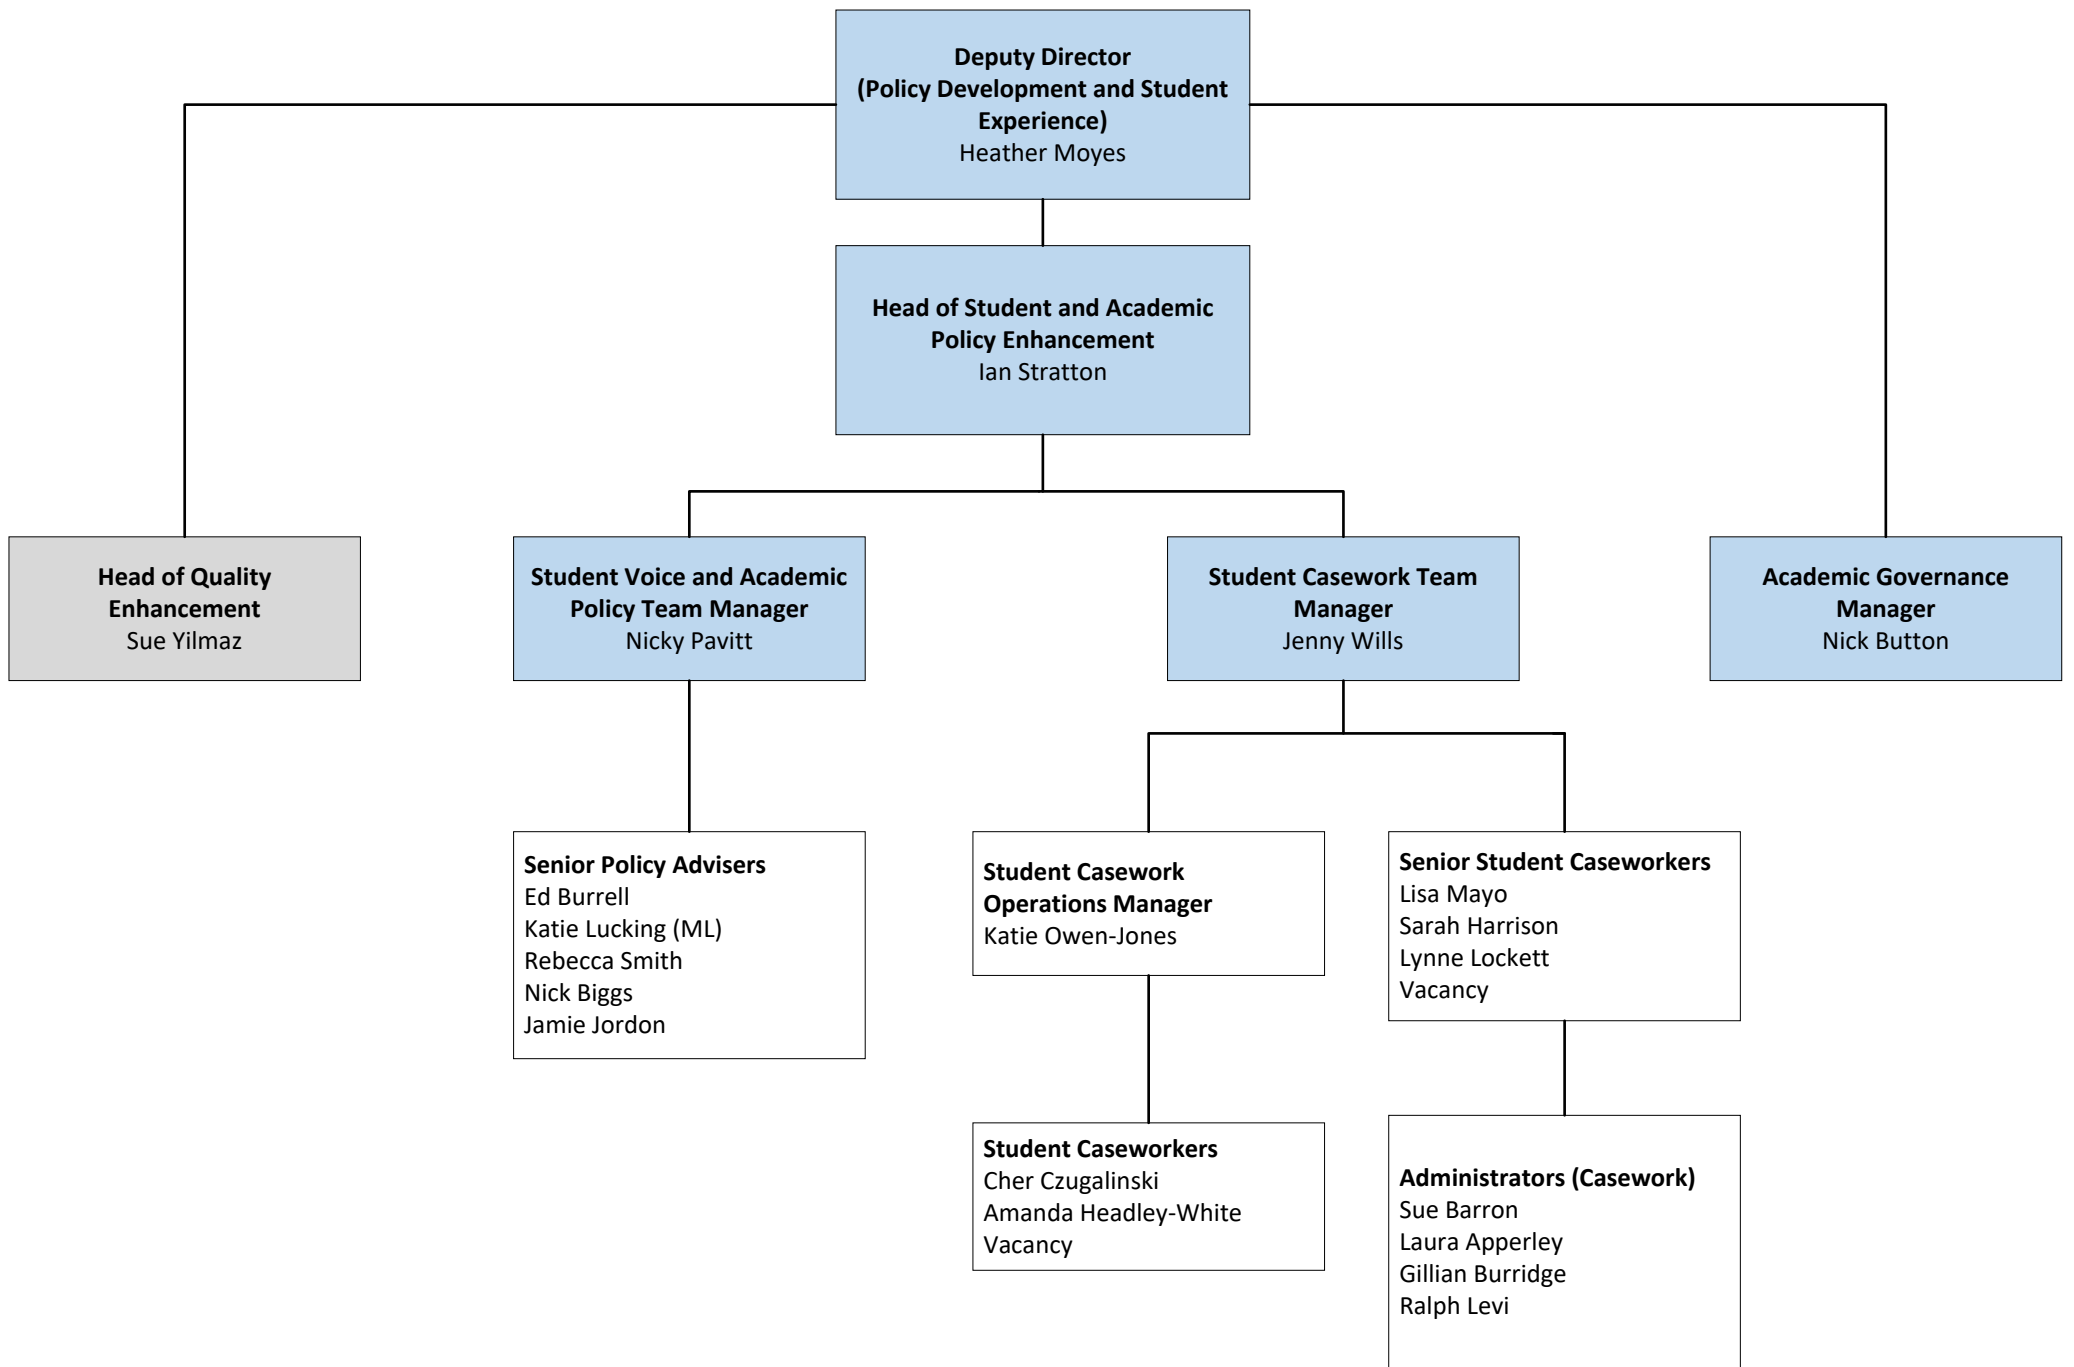 Deputy Director
(Policy Development and Student
Experience)
Heather Moyes
Head of Student and Academic
Policy Enhancement
Ian Stratton
Head of Quality
Enhancement
Sue Yilmaz
Student Voice and Academic
Policy Team Manager
Nicky Pavitt
Student Casework Team
Manager
Jenny Wills
Academic Governance
Manager
Nick Button
Senior Policy Advisers
Ed Burrell
Katie Lucking (ML)
Rebecca Smith
Nick Biggs
Jamie Jordon
Student Casework
Operations Manager
Katie Owen-Jones
Senior Student Caseworkers
Lisa Mayo
Sarah Harrison
Lynne Lockett
Vacancy
Student Caseworkers
Cher Czugalinski
Amanda Headley-White
Vacancy
Administrators (Casework)
Sue Barron
Laura Apperley
Gillian Burridge
Ralph Levi